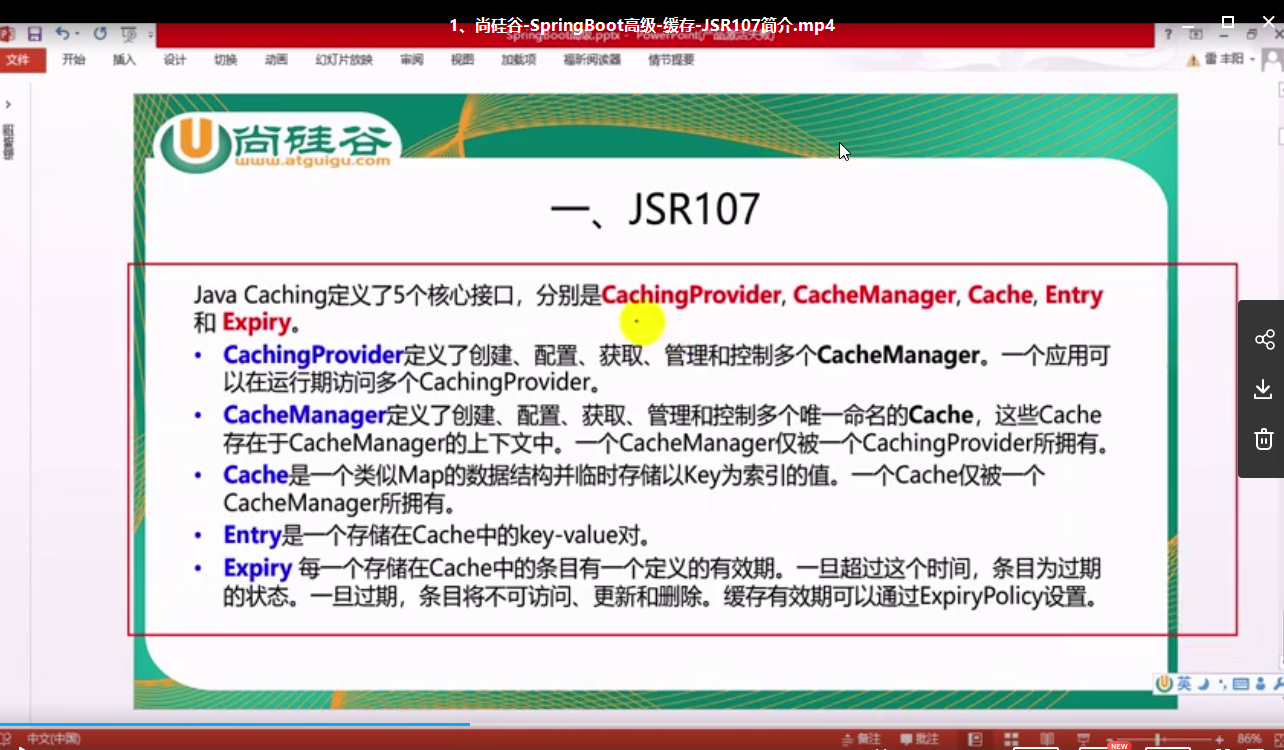 1、尚硅谷-SpringBoot高级-缓存-JSR107简介.mp4
SpringBoot高级.pptx - PowerPoint(产品激活失败)
文件 开始 插入 设计 切换 动画 幻灯片放映 审阅 视图 加载项 福昕阅读器 情节提要 雷丰阳
缩略图
尚硅谷
www.atguigu.com
一、JSR107
Java Caching定义了5个核心接口，分别是CachingProvider, CacheManager, Cache, Entry
和 Expiry。
• CachingProvider定义了创建、配置、获取、管理和控制多个CacheManager。一个应用可
以在运行期访问多个CachingProvider。
• CacheManager定义了创建、配置、获取、管理和控制多个唯一命名的Cache，这些Cache
存在于CacheManager的上下文中。一个CacheManager仅被一个CachingProvider所拥有。
• Cache是一个类似Map的数据结构并临时存储以Key为索引的值。一个Cache仅被一个
CacheManager所拥有。
• Entry是一个存储在Cache中的key-value对。
• Expiry 每一个存储在Cache中的条目有一个定义的有效期。一旦超过这个时间，条目为过期
的状态。一旦过期，条目将不可访问、更新和删除。缓存有效期可以通过ExpiryPolicy设置。
英
中文(中国) 备注 批注 86%
NEW